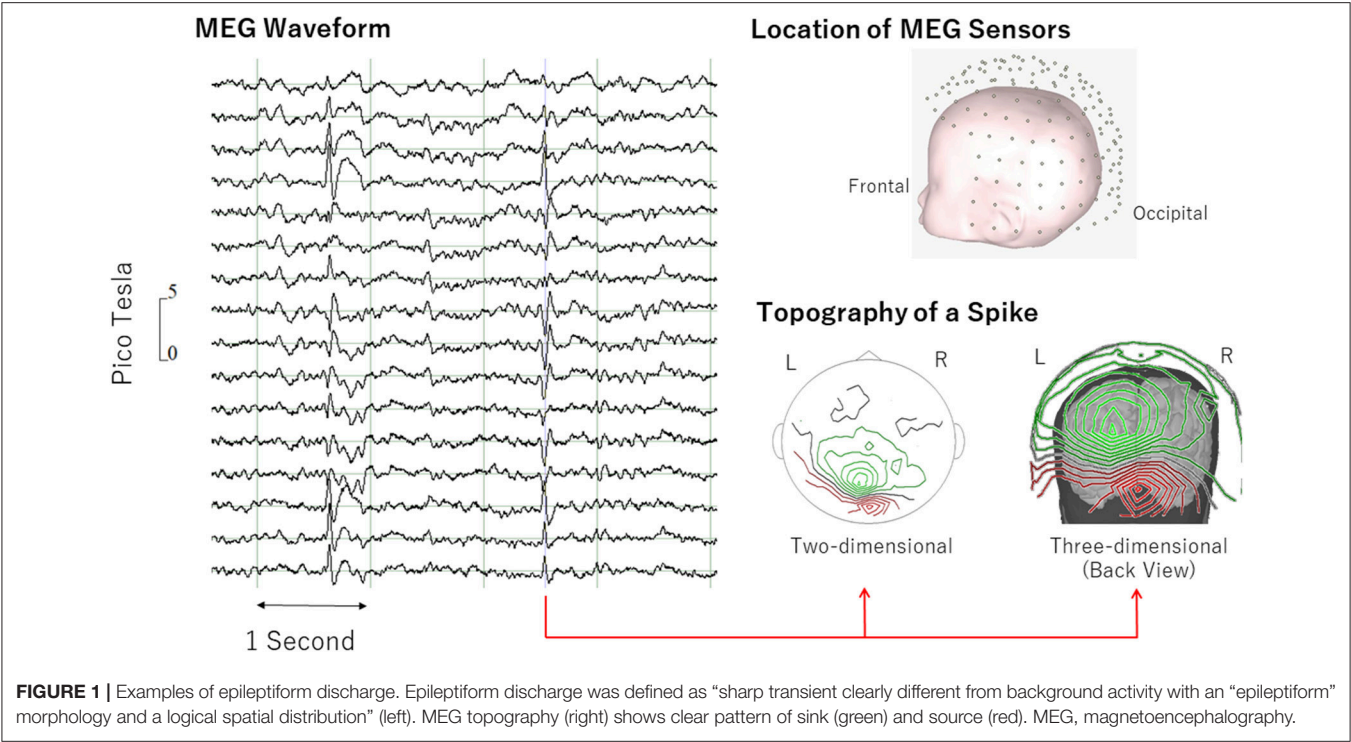 MEG Waveform
Location of MEG Sensors
Frontal
Occipital
Pico Tesla
5
0
Topography of a Spike
L
R
L
R
Two-dimensional
Three-dimensional
(Back View)
1 Second
FIGURE 1 | Examples of epileptiform discharge. Epileptiform discharge was defined as “sharp transient clearly different from background activity with an “epileptiform”
morphology and a logical spatial distribution” (left). MEG topography (right) shows clear pattern of sink (green) and source (red). MEG, magnetoencephalography.